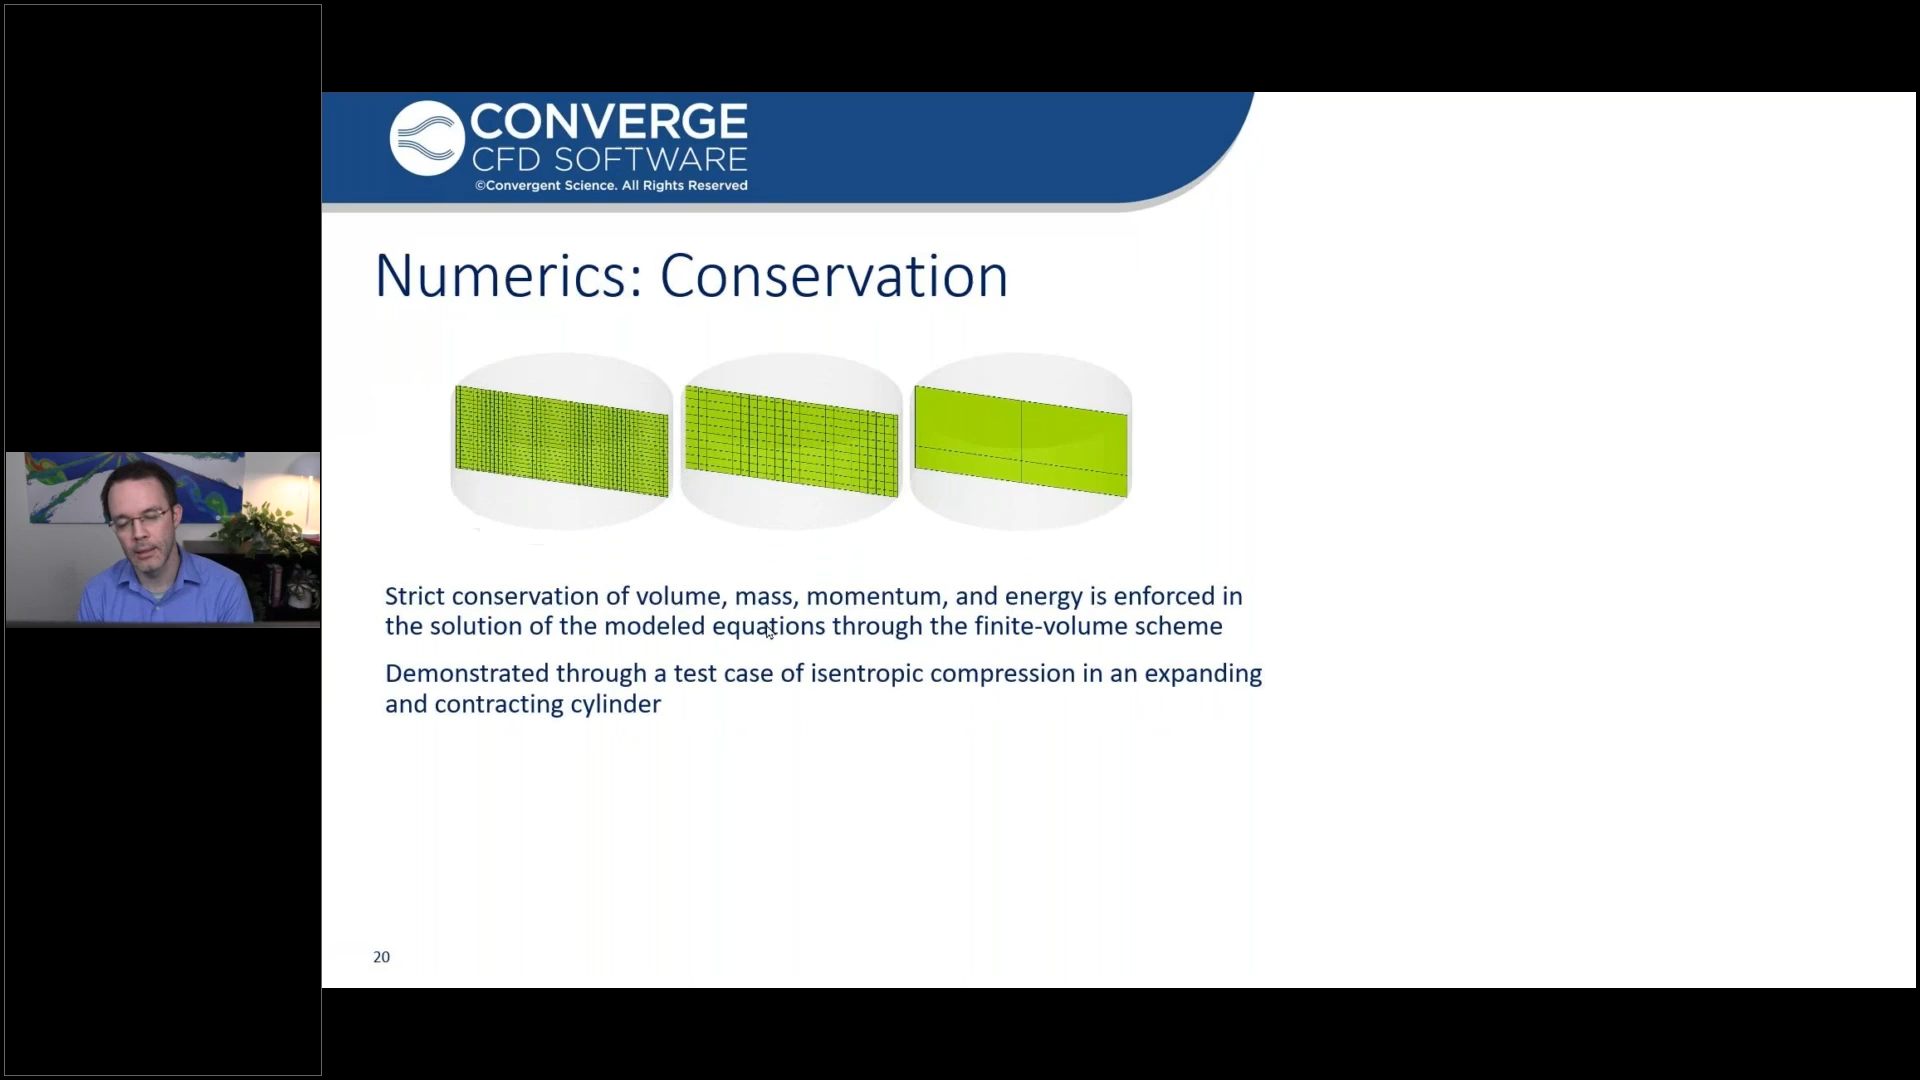 CONVERGE
CFD SOFTWARE
©Convergent Science. All Rights Reserved
Numerics: Conservation
Strict conservation of volume, mass, momentum, and energy is enforced in
the solution of the modeled equations through the finite-volume scheme
Demonstrated through a test case of isentropic compression in an expanding
and contracting cylinder
20